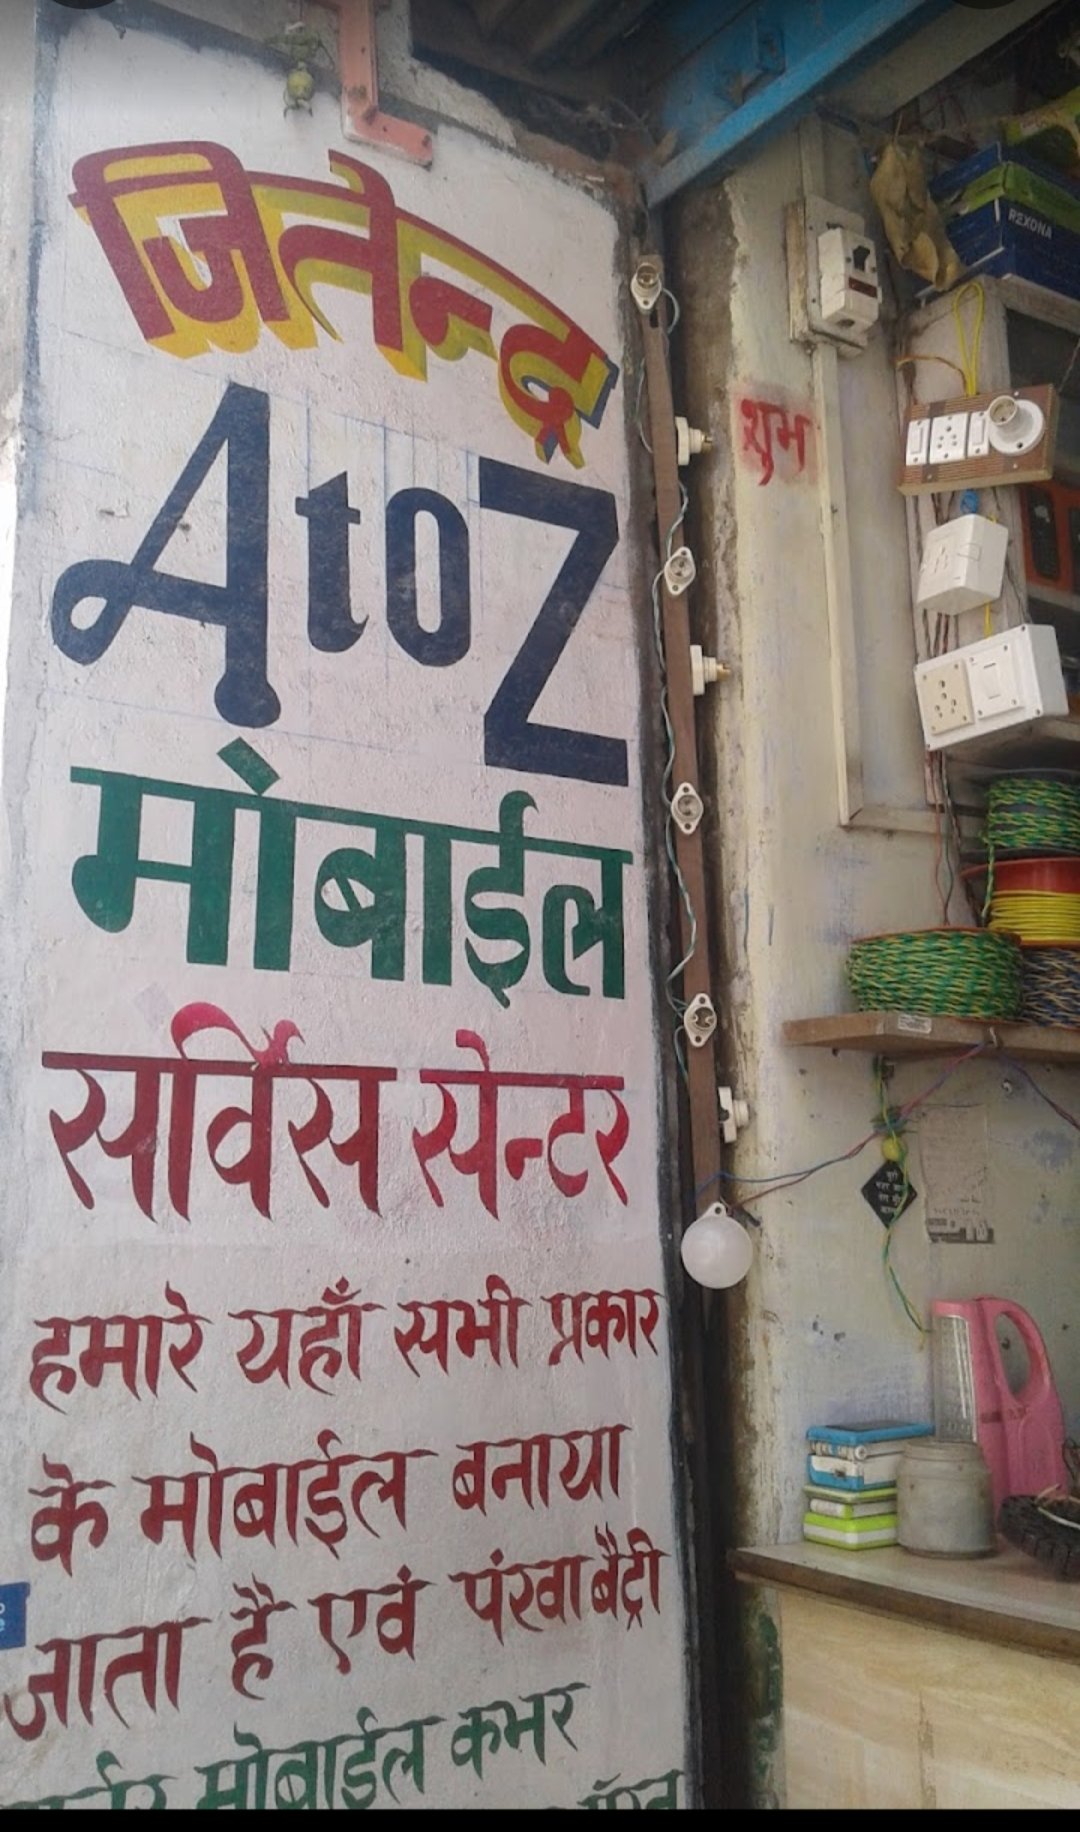 जितेन्द्र
A to Z
मोबाईल
सर्विस सेन्टर
हमारे यहाँ सभी प्रकार
के मोबाईल बनाया
जाता है एवं पंखा बैट्री
मोबाईल कभर
शुभ
REXONA